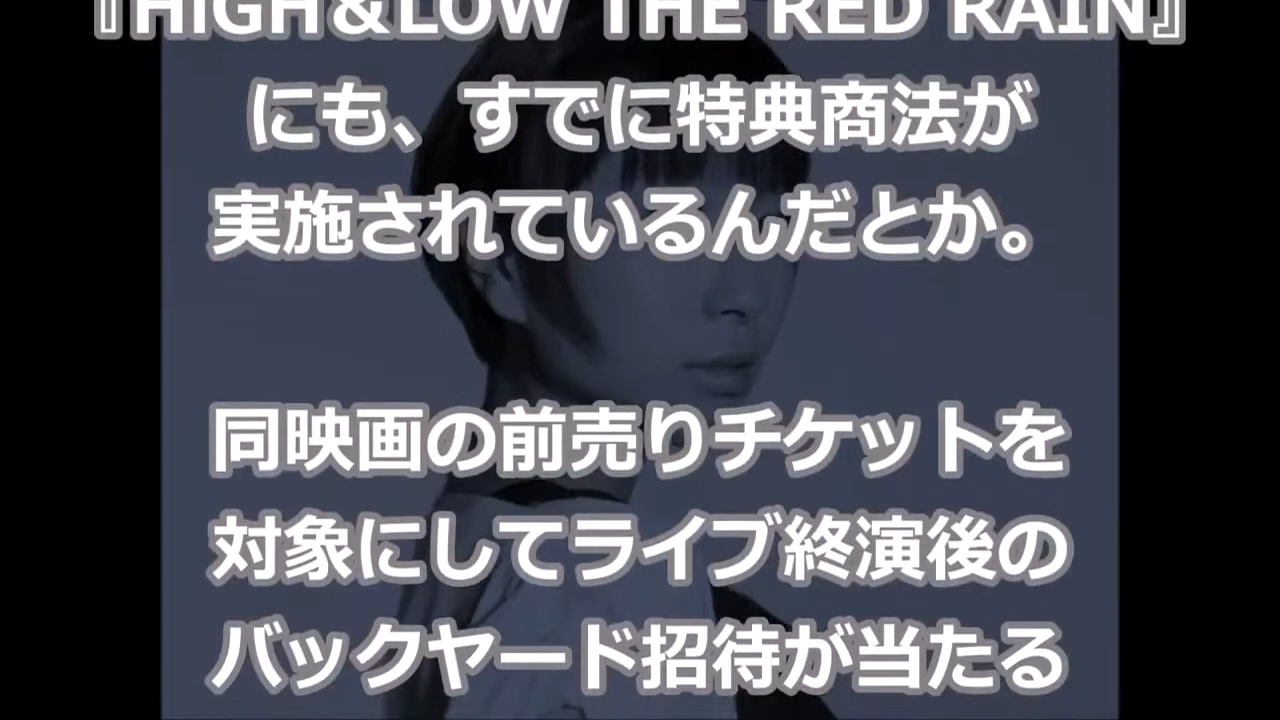 『HiGH&LOW THE RED RAIN』
にも、すでに特典商法が
実施されているんだとか。
同映画の前売りチケットを
対象にしてライブ終演後の
バックヤード招待が当たる